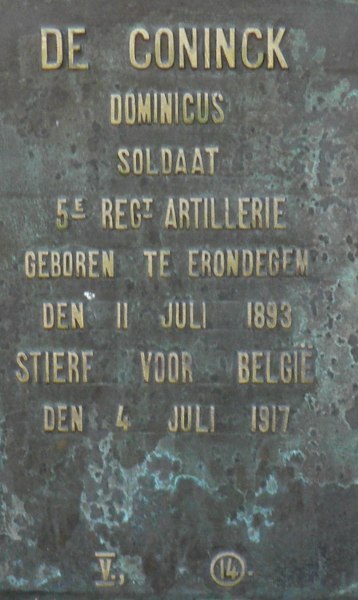 DE CONINCK
DOMINICUS
SOLDAAT
5E REGT ARTILLERIE
GEBOREN TE ERONDEGEM
DEN 11 JULI 1893
STIERF VOOR BELGIË
DEN 4 JULI 1917
V., 14.